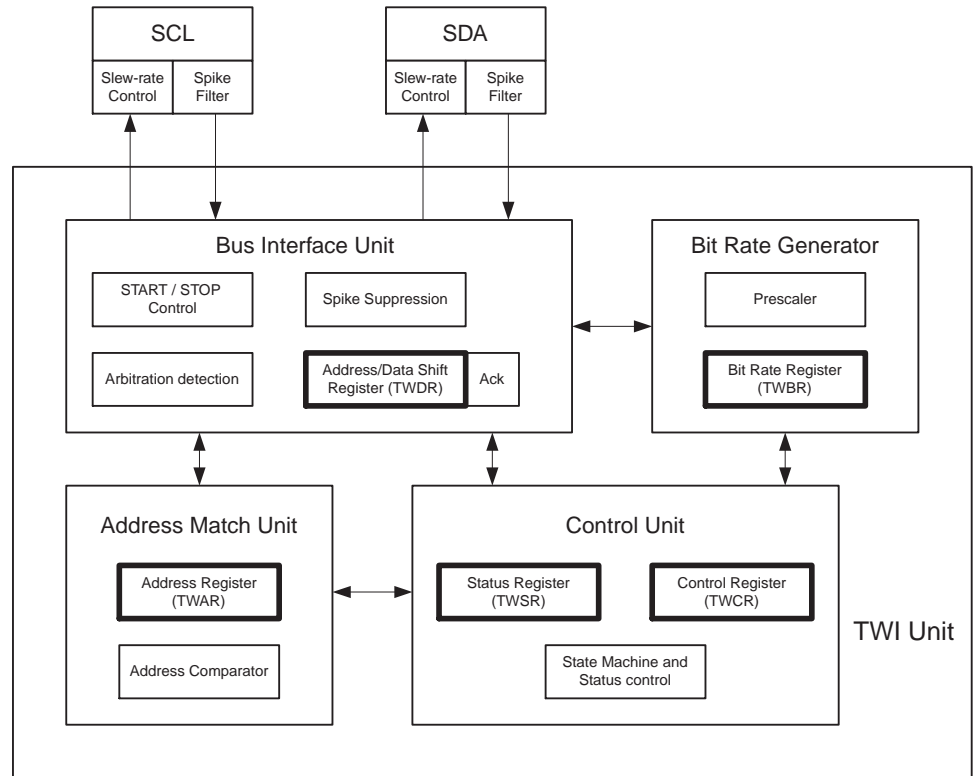 SCL
SDA
Slew-rate
Control
Spike
Filter
Slew-rate
Control
Spike
Filter
Bus Interface Unit
START / STOP
Control
Spike Suppression
Arbitration detection
Address/Data Shift
Register (TWDR)
Ack
Bit Rate Generator
Prescaler
Bit Rate Register
(TWBR)
Address Match Unit
Address Register
(TWAR)
Address Comparator
Control Unit
Status Register
(TWSR)
Control Register
(TWCR)
State Machine and
Status control
TWI Unit